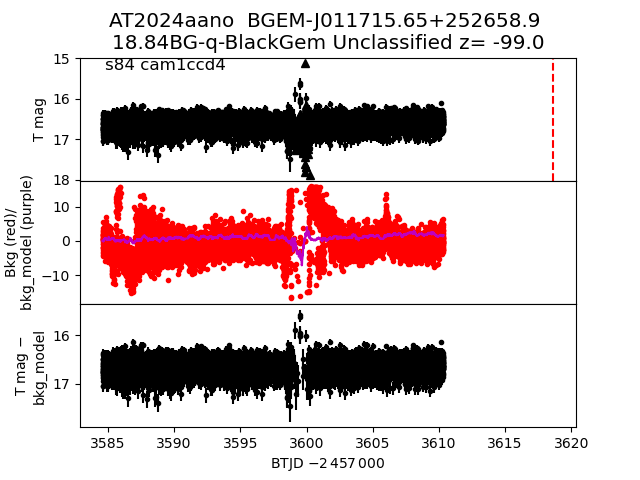 AT2024aano  BGEM-J011715.65+252658.9
18.84BG-q-BlackGem Unclassified z= -99.0
s84 cam1ccd4
T mag
15
16
17
18
Bkg (red)/
bkg_model (purple)
10
0
−10
T mag −
bkg_model
16
17
3585 3590 3595 3600 3605 3610 3615 3620
BTJD −2 457 000